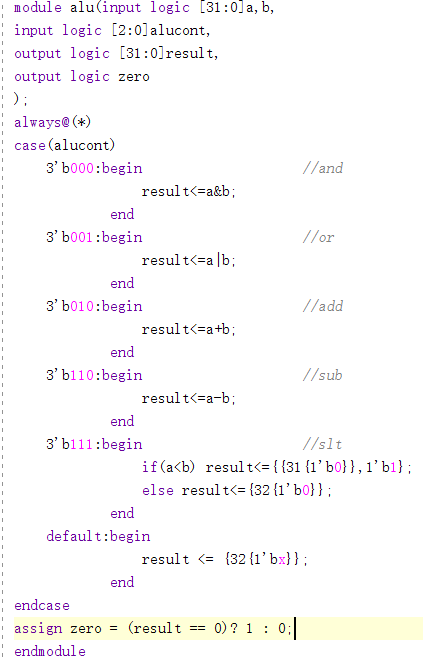 module alu(input logic [31:0]a,b,
input logic [2:0]alucont,
output logic [31:0]result,
output logic zero
);
always@(*)
case(alucont)
    3'b000:begin                    //and
                result<=a&b;
            end
    3'b001:begin                    //or
                result<=a|b;
            end
    3'b010:begin                    //add
                result<=a+b;
            end
    3'b110:begin                    //sub
                result<=a-b;
            end
    3'b111:begin                    //slt
                if(a<b) result<={{31{1'b0}},1'b1};
                else result<={32{1'b0}};
            end
    default:begin
                result <= {32{1'bx}};
            end
endcase
assign zero = (result == 0)? 1 : 0;
endmodule